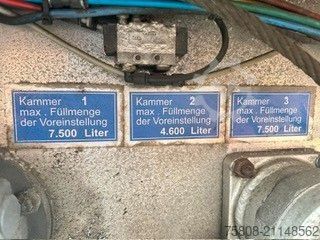 Kammer 1
max . Füllmenge
der Voreinstellung
7.500 Liter
Kammer 2
max . Füllmenge
der Voreinstellung
4.600 Liter
Kammer 3
max . Füllmenge
der Voreinstellung
7.500 Liter
75308-21148562